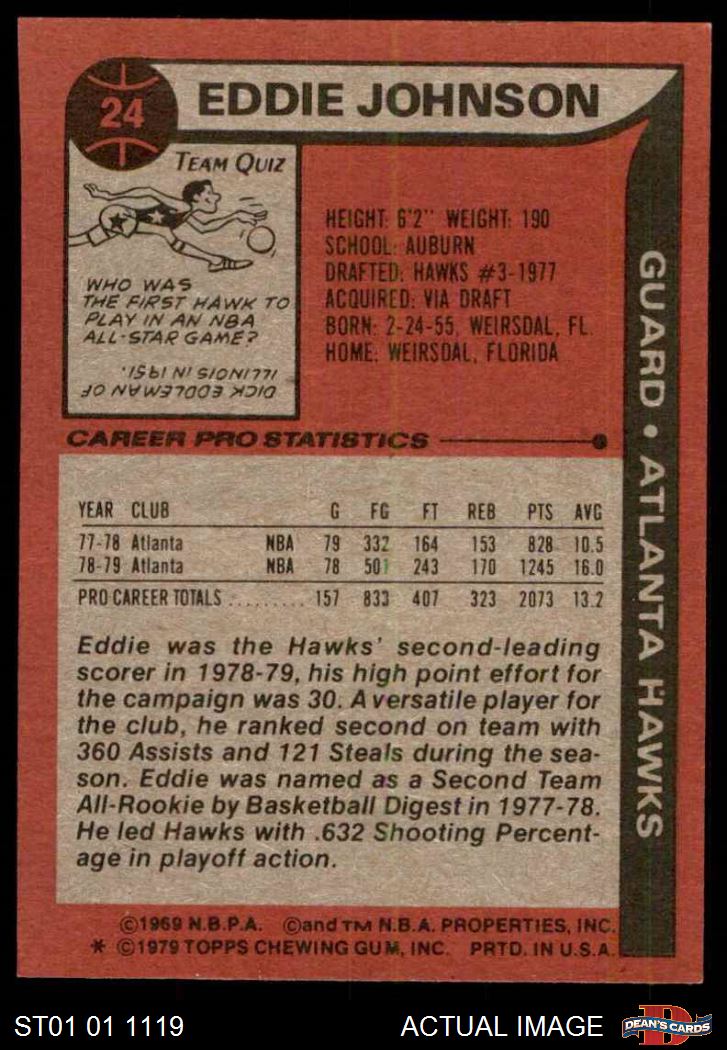 24
EDDIE JOHNSON
TEAM QUIZ
WHO WAS
THE FIRST HAWK TO
PLAY IN AN NBA
ALL-STAR GAME?
DICK EDDLEMAN OF
ILLINOIS IN 1951.
HEIGHT: 6'2" WEIGHT: 190
SCHOOL: AUBURN
DRAFTED: HAWKS #3-1977
ACQUIRED: VIA DRAFT
BORN: 2-24-55, WEIRSDAL, FL.
HOME: WEIRSDAL, FLORIDA
GUARD • ATLANTA HAWKS
CAREER PRO STATISTICS
YEAR CLUB G FG FT REB PTS AVG
77-78 Atlanta NBA 79 332 164 153 828 10.5
78-79 Atlanta NBA 78 501 243 170 1245 16.0
PRO CAREER TOTALS ......... 157 833 407 323 2073 13.2
Eddie was the Hawks' second-leading
scorer in 1978-79, his high point effort for
the campaign was 30. A versatile player for
the club, he ranked second on team with
360 Assists and 121 Steals during the sea-
son. Eddie was named as a Second Team
All-Rookie by Basketball Digest in 1977-78.
He led Hawks with .632 Shooting Percent-
age in playoff action.
©1969 N.B.P.A. ©and TM N.B.A. PROPERTIES, INC.
* ©1979 TOPPS CHEWING GUM, INC. PRTD. IN U.S.A.
ST01 01 1119
ACTUAL IMAGE
D
DEAN'S CARDS